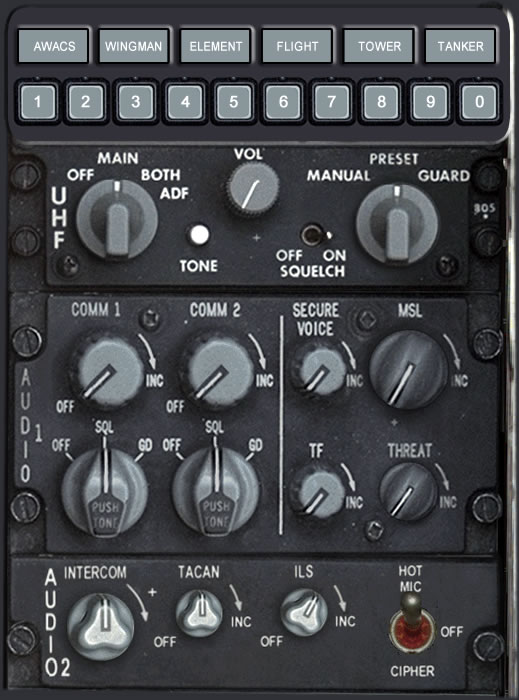 AWACS WINGMAN ELEMENT FLIGHT TOWER TANKER
1 2 3 4 5 6 7 8 9 0
UHF
MAIN
OFF
BOTH
ADF
VOL
TONE
OFF ON
SQUELCH
PRESET
MANUAL
GUARD
AUDIO 1
COMM 1
OFF
INC
COMM 2
OFF
INC
SECURE
VOICE
INC
MSL
INC
OFF
SQL
GD
PUSH
TONE
OFF
SQL
GD
PUSH
TONE
TF
INC
THREAT
INC
AUDIO 2
INTERCOM
+
TACAN
OFF
INC
ILS
OFF
INC
HOT
MIC
OFF
CIPHER